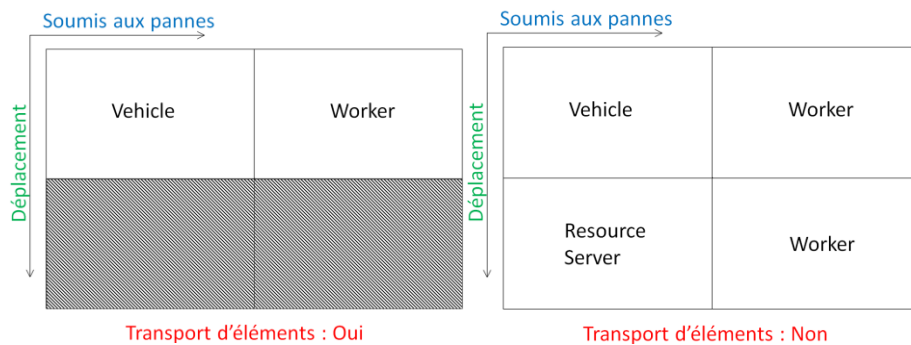 Soumis aux pannes
Déplacement
Vehicle
Worker
Transport d'éléments : Oui
Soumis aux pannes
Déplacement
Vehicle
Worker
Resource
Server
Worker
Transport d'éléments : Non